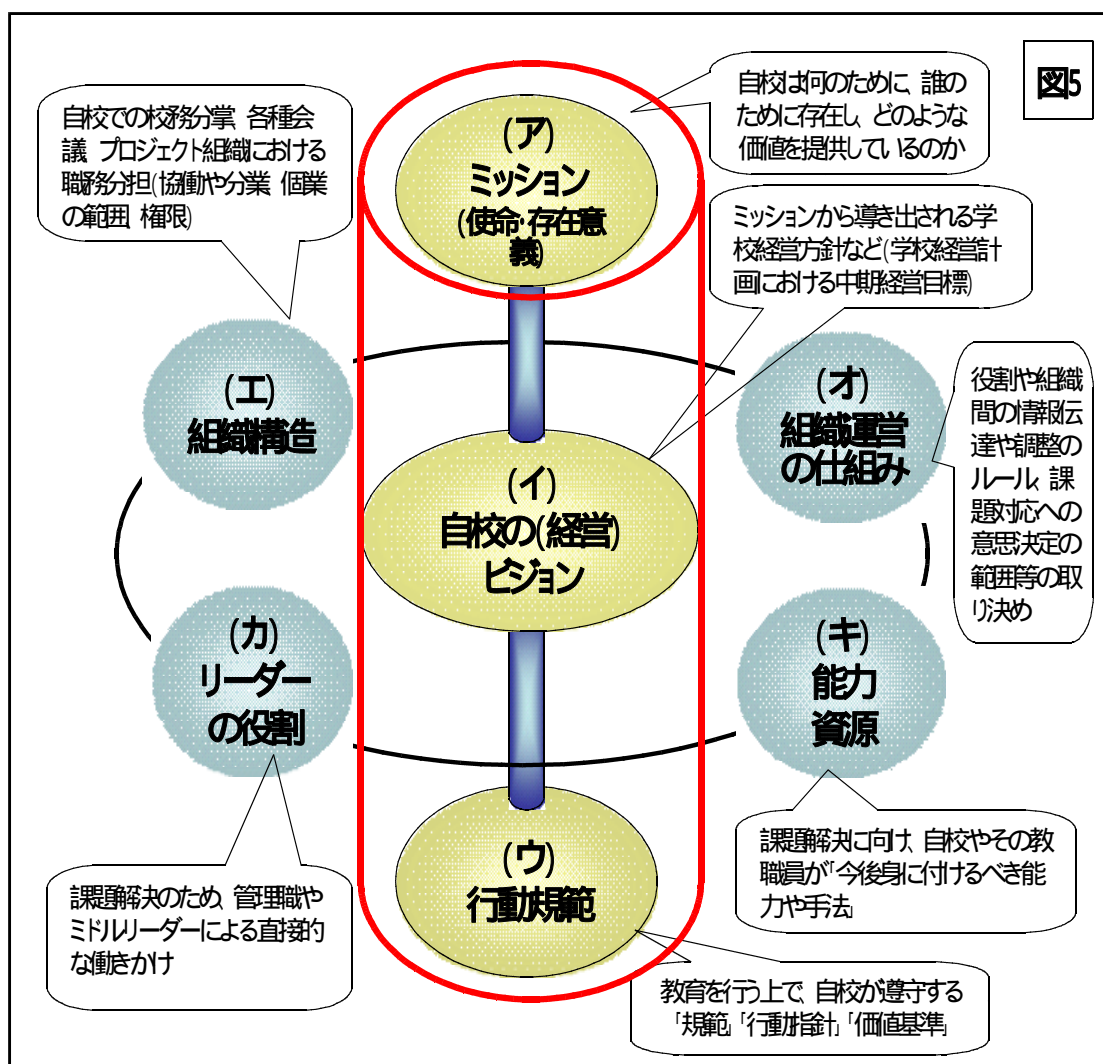 図5
自校は何のために、誰の
ために存在し、どのような
価値を提供しているのか
自校での校務分掌、各種会
議、プロジェクト組織における
職務分担(協働や分業、個業
の範囲、権限)
(ア)
ミッション
(使命・存在意
義)
ミッションから導き出される学
校経営方針など(学校経営計
画における中期経営目標)
(エ)
組織構造
(オ)
組織運営
の仕組み
役割や組織
間の情報伝
達や調整の
ルール、課
題対応への
意思決定の
範囲等の取
り決め
(イ)
自校の(経営)
ビジョン
(カ)
リーダー
の役割
(キ)
能力
資源
(ウ)
行動規範
課題解決のため、管理職や
ミドルリーダーによる直接的
な働きかけ
課題解決に向け、自校やその教
職員が「今後身に付けるべき能
力や手法」
教育を行う上で、自校が遵守する
「規範」「行動指針」「価値基準」